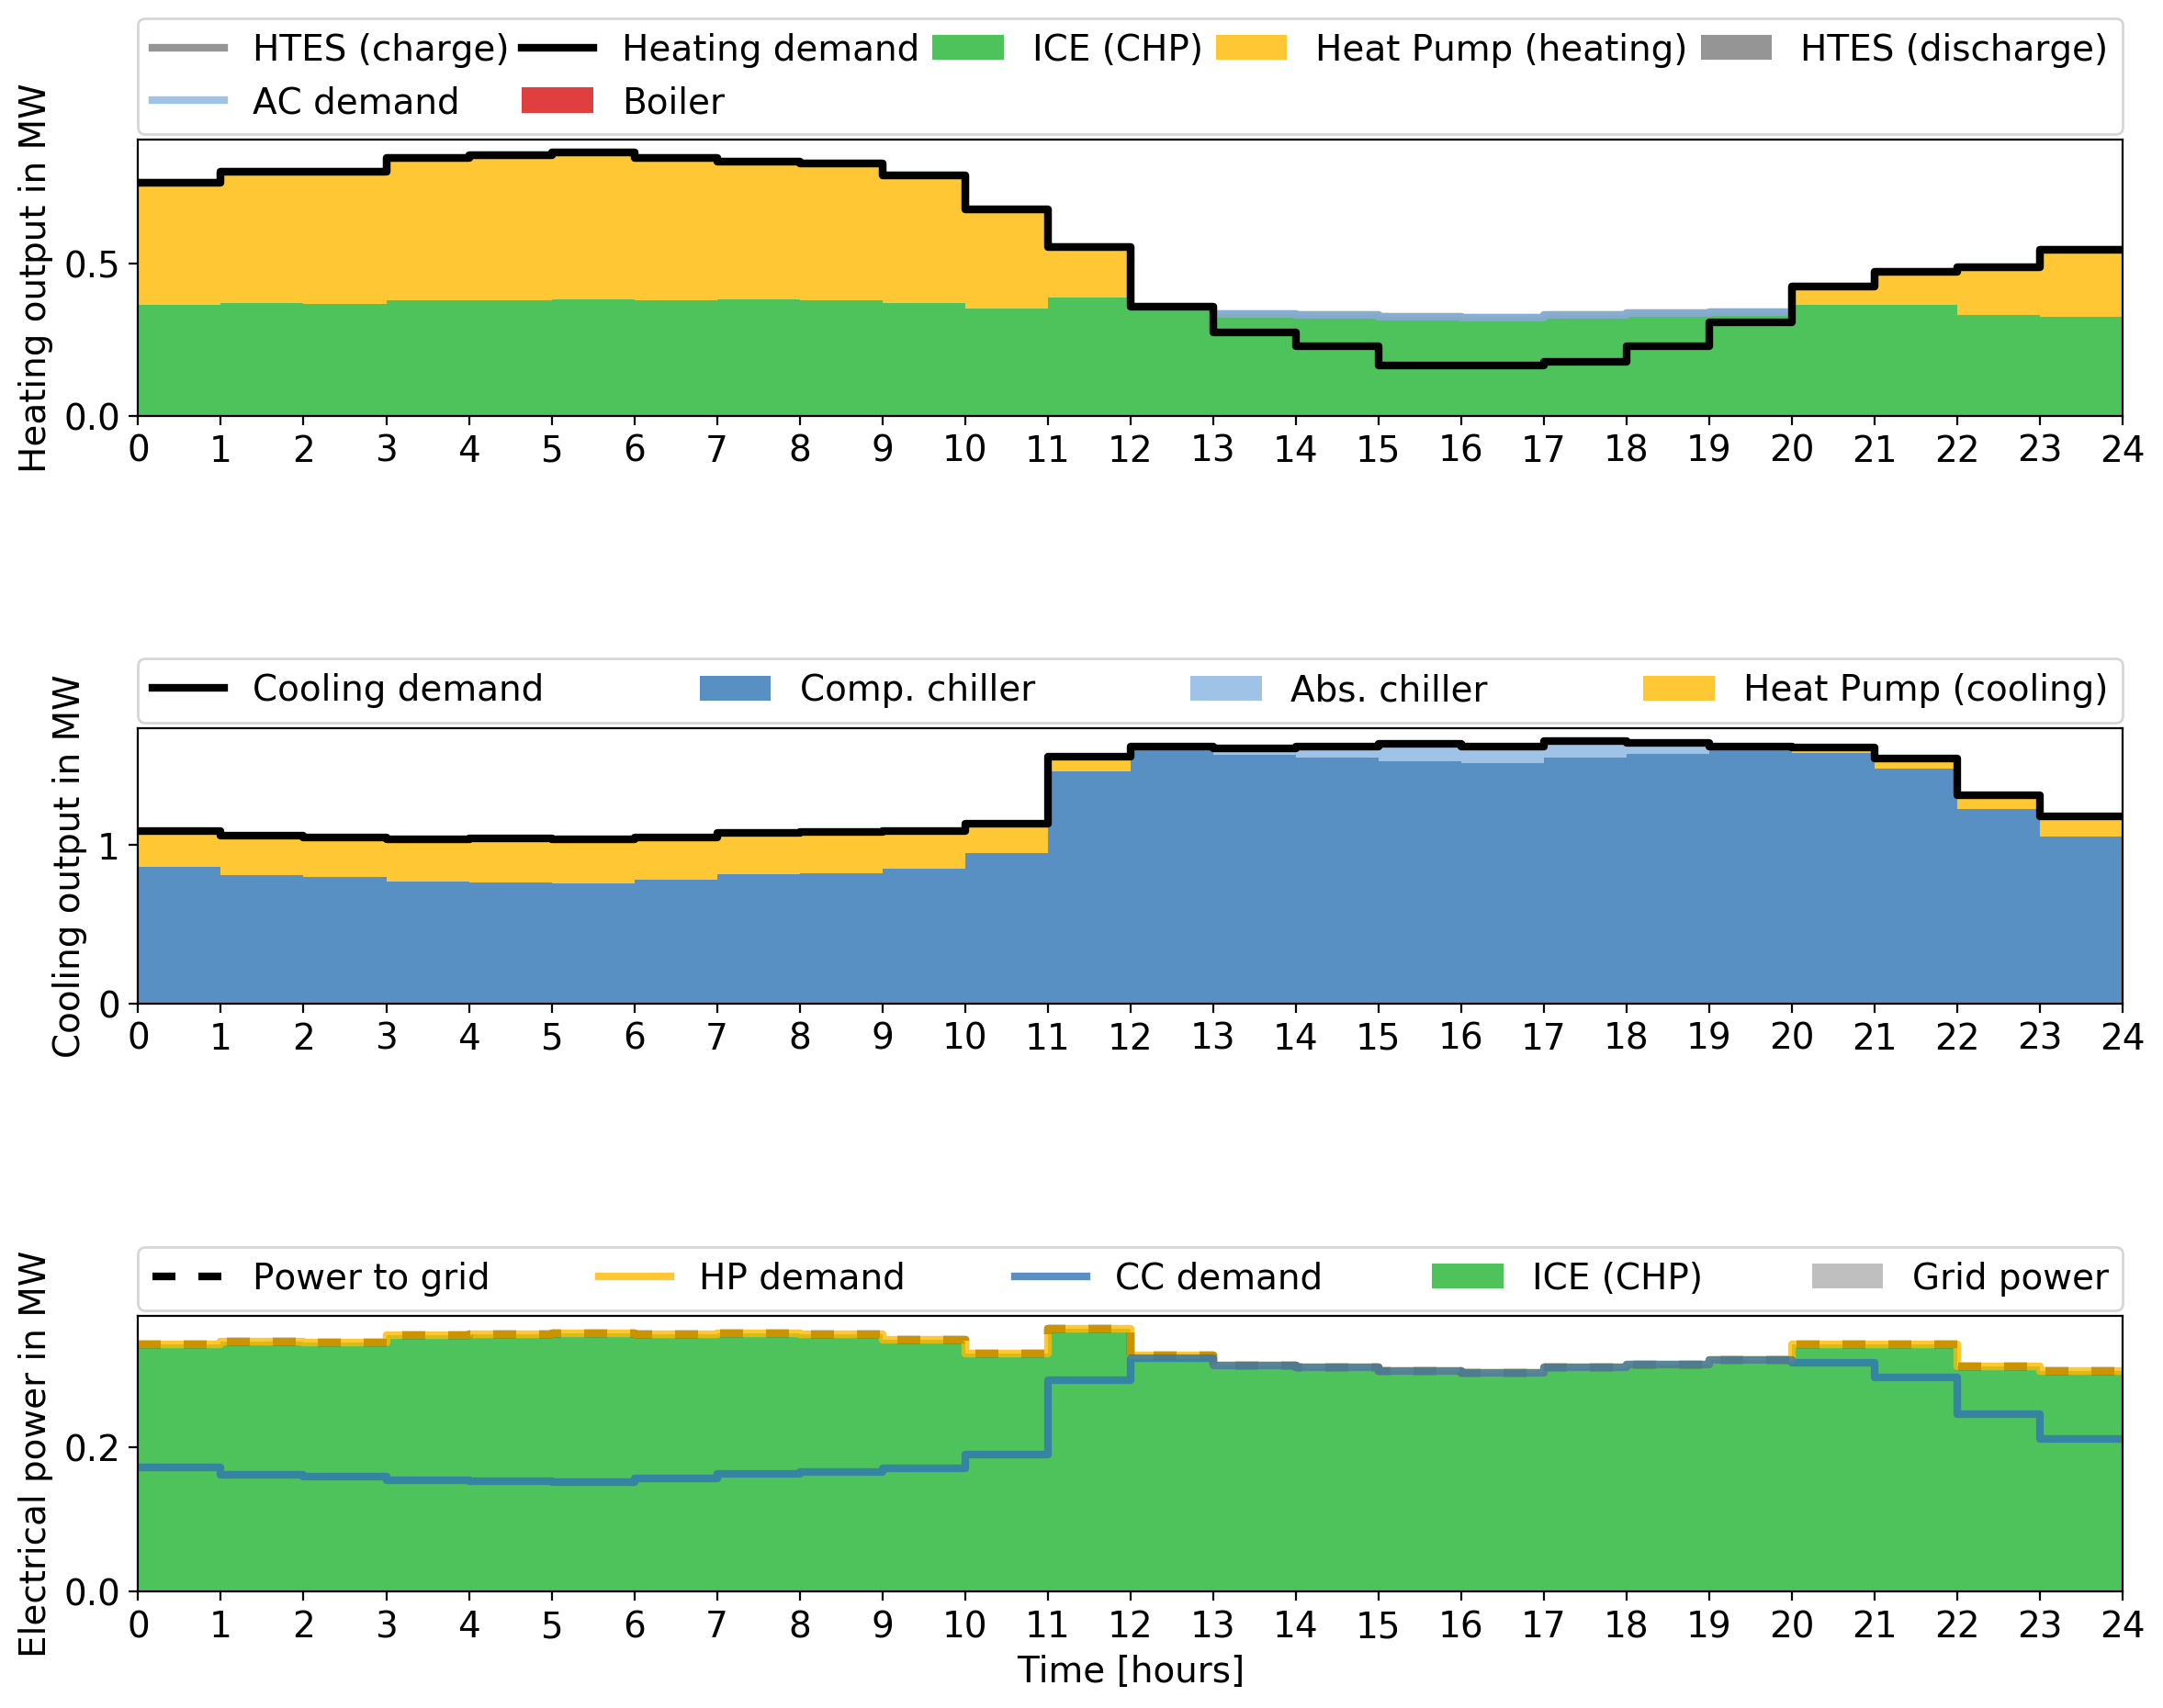 HTES (charge) Heating demand ICE (CHP) Heat Pump (heating) HTES (discharge)
AC demand Boiler
Heating output in MW
0.5
0.0
0 1 2 3 4 5 6 7 8 9 10 11 12 13 14 15 16 17 18 19 20 21 22 23 24
Cooling demand Comp. chiller Abs. chiller Heat Pump (cooling)
Cooling output in MW
1
0
0 1 2 3 4 5 6 7 8 9 10 11 12 13 14 15 16 17 18 19 20 21 22 23 24
Power to grid HP demand CC demand ICE (CHP) Grid power
Electrical power in MW
0.2
0.0
0 1 2 3 4 5 6 7 8 9 10 11 12 13 14 15 16 17 18 19 20 21 22 23 24
Time [hours]